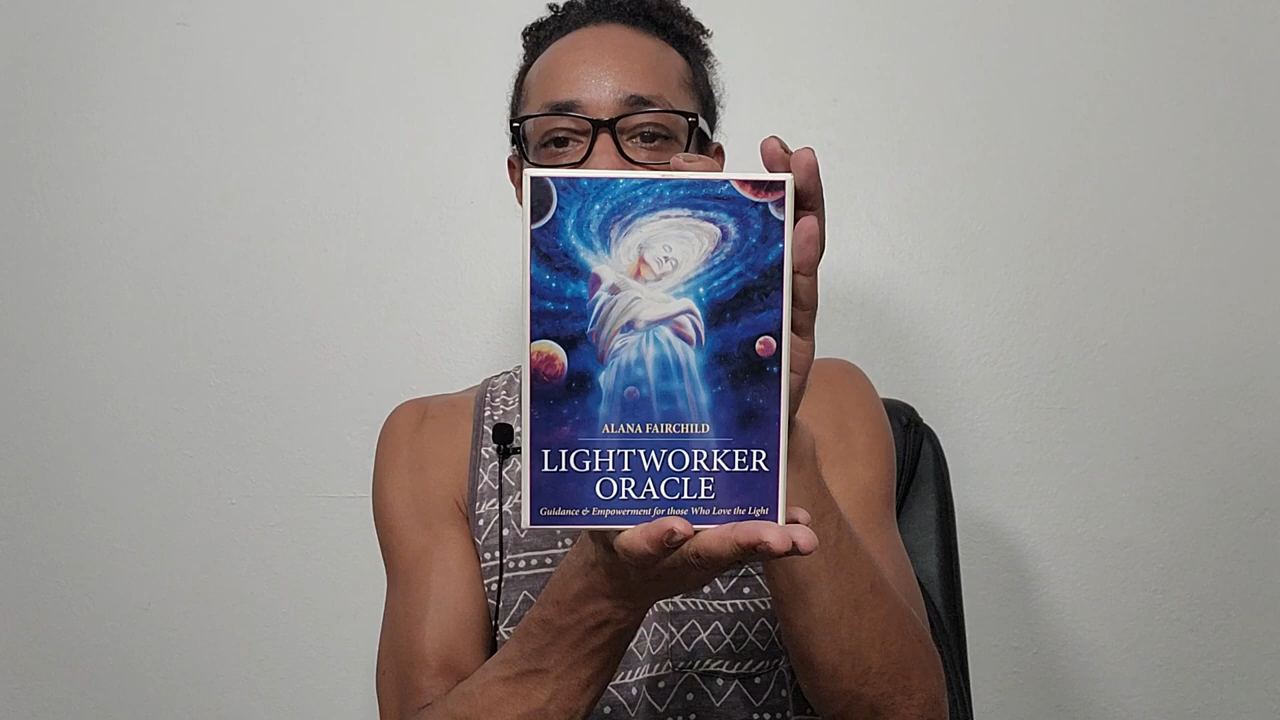 ALANA FAIRCHILD
LIGHTWORKER
ORACLE
Guidance & Empowerment for those Who Love the Light